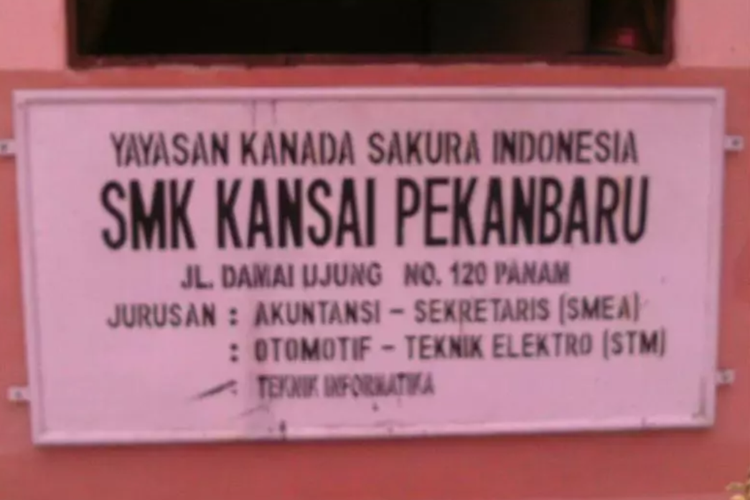 YAYASAN KANADA SAKURA INDONESIA
SMK KANSAI PEKANBARU
JL. DAMAI UJUNG NO. 120 PANAM
JURUSAN : AKUNTANSI - SEKRETARIS (SMEA)
: OTOMOTIF - TEKNIK ELEKTRO (STM)
: TEKNIK INFORMATIKA